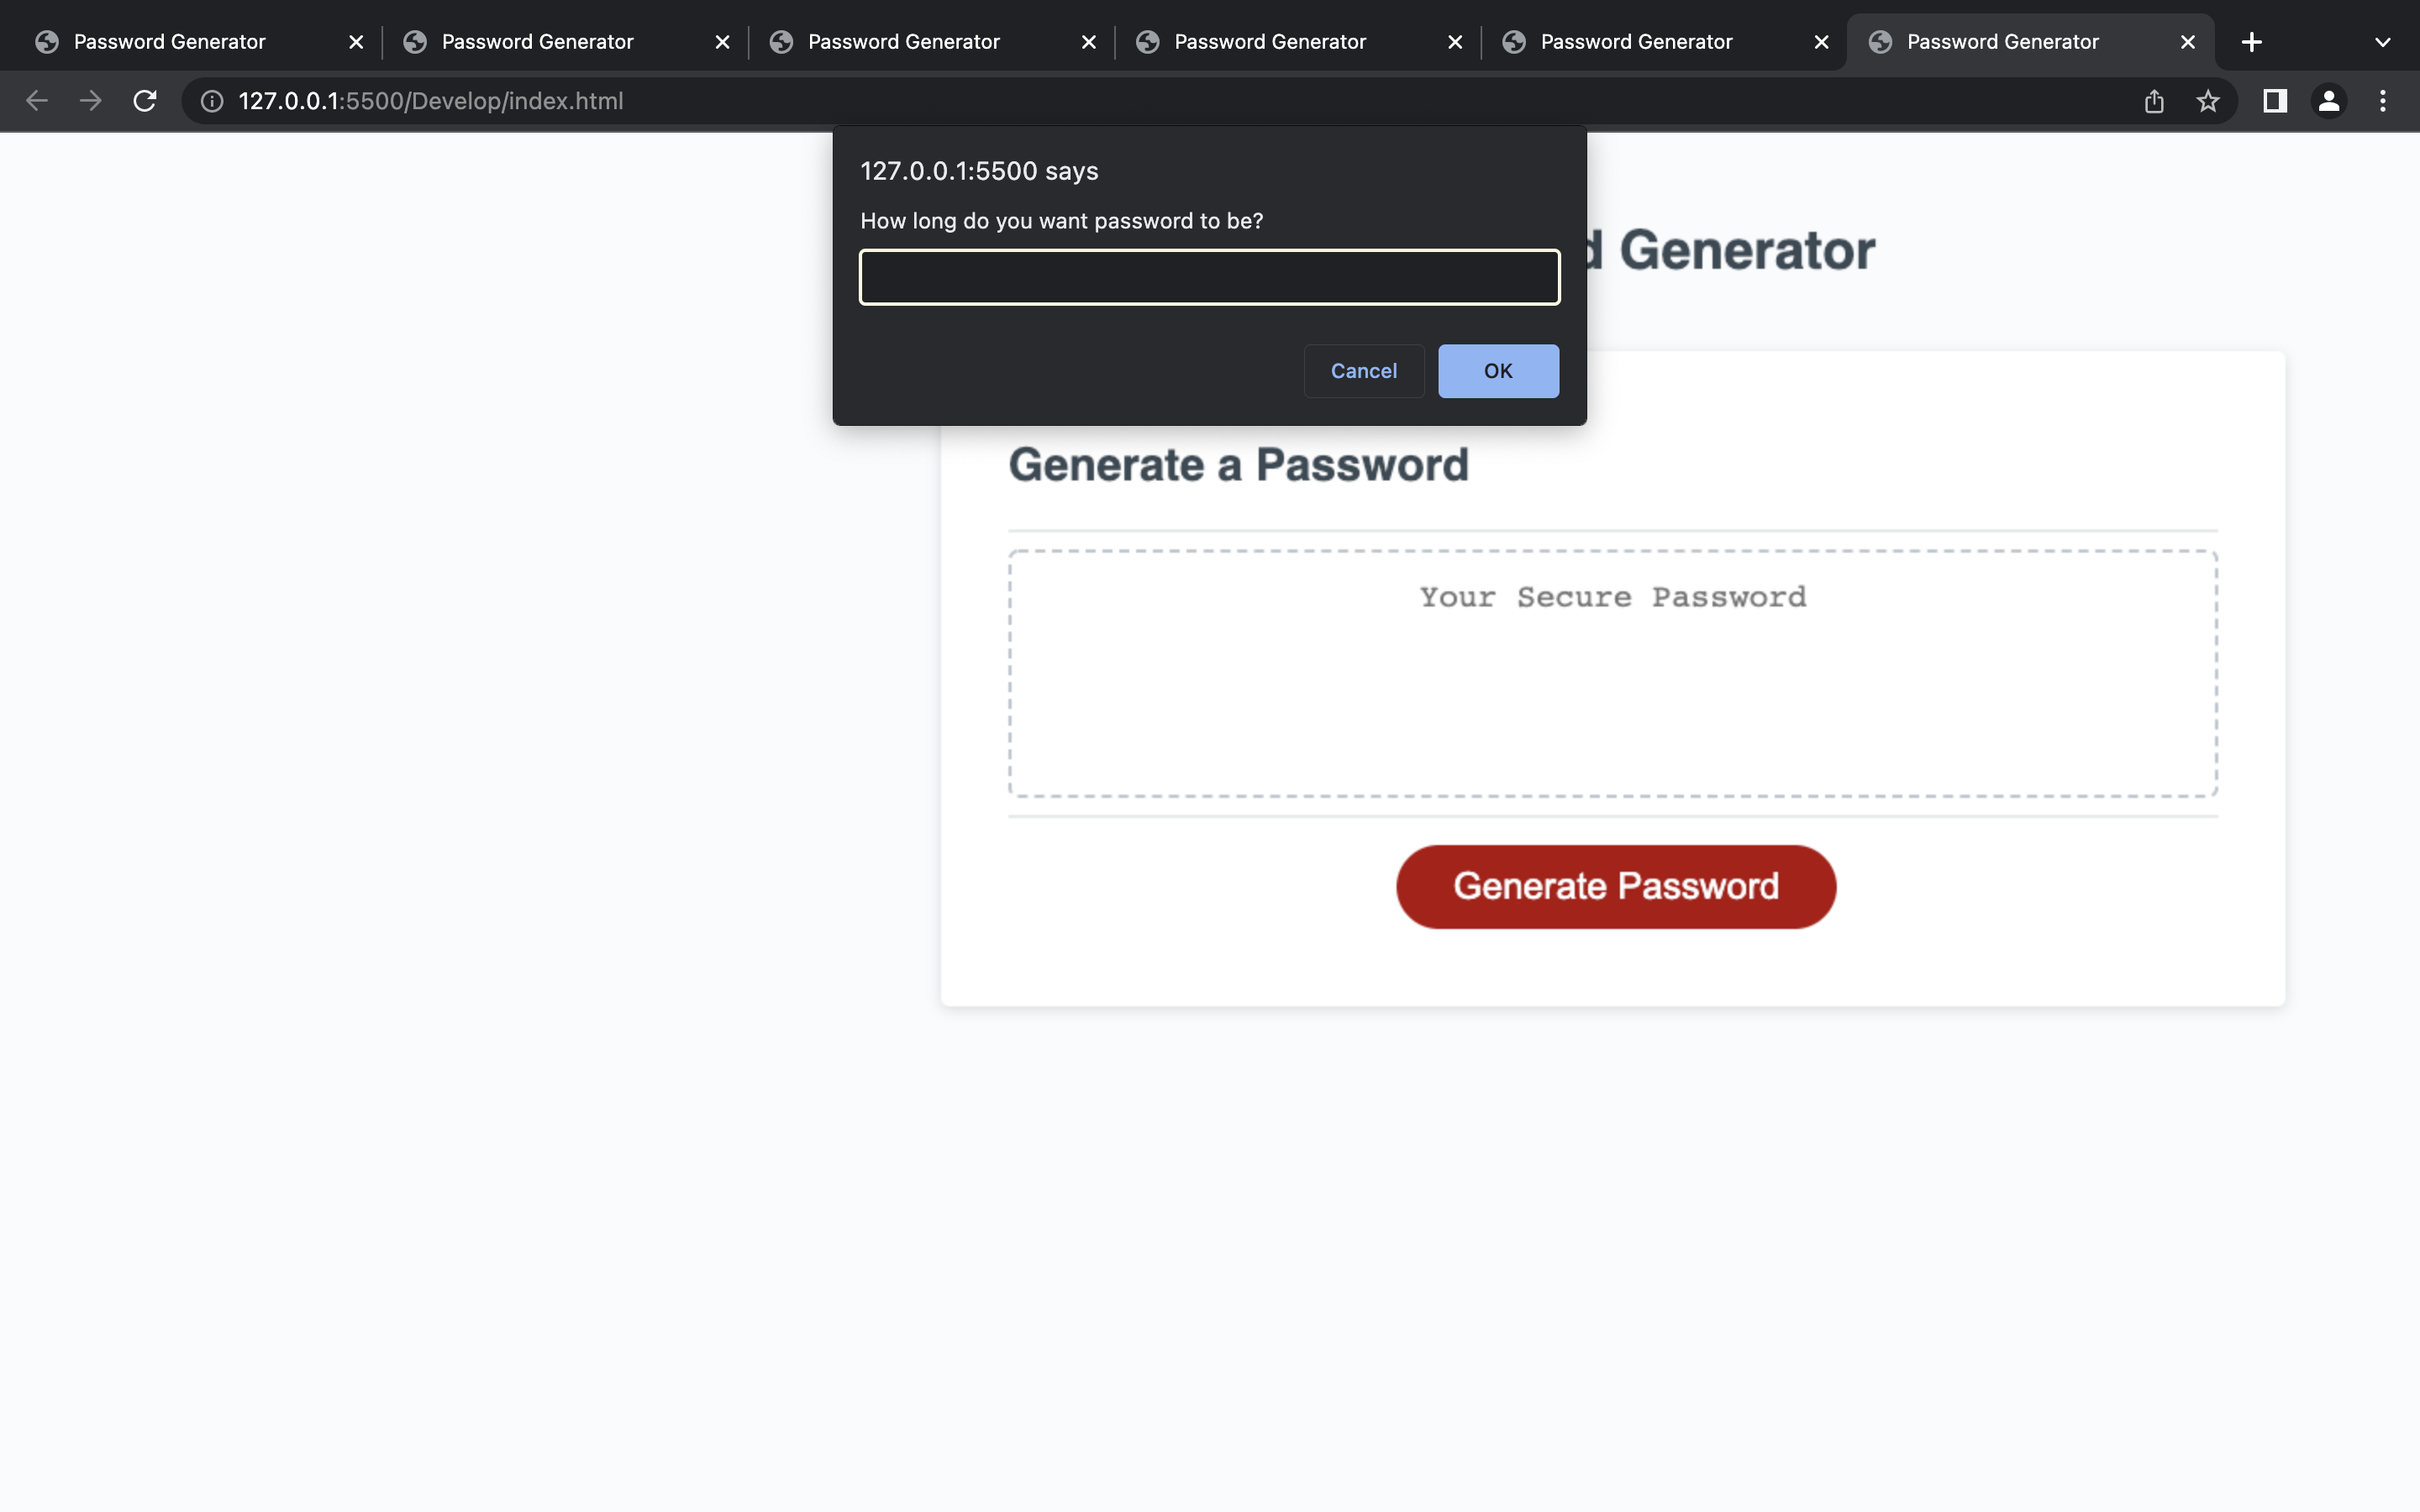 Password Generator
Password Generator
Password Generator
Password Generator
Password Generator
Password Generator
127.0.0.1:5500/Develop/index.html
127.0.0.1:5500 says
How long do you want password to be?
Cancel
OK
d Generator
Generate a Password
Your Secure Password
Generate Password